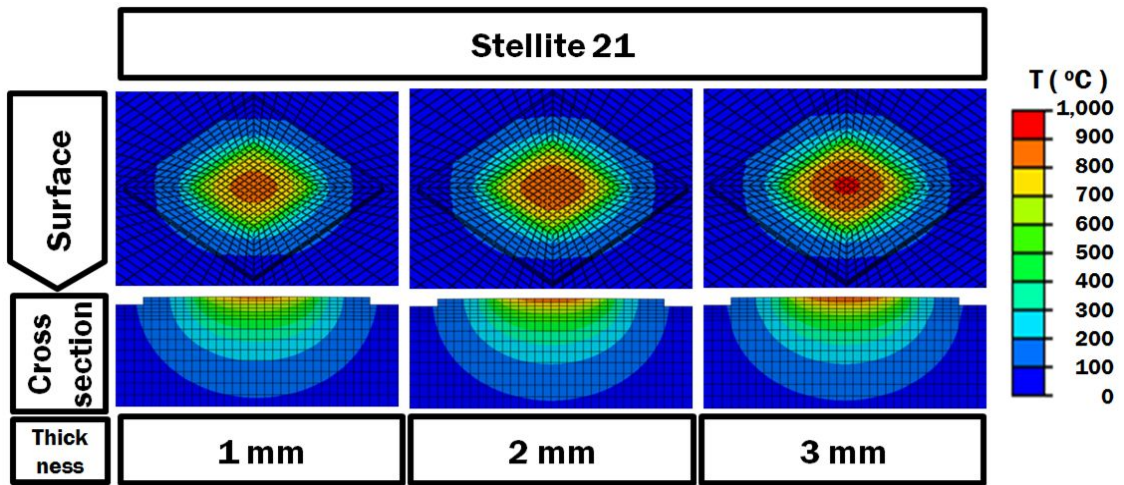 Stellite 21
Surface
T ( ºC)
1,000
900
800
700
600
500
400
300
200
100
0
Cross
section
Thick
ness
1 mm
2 mm
3 mm